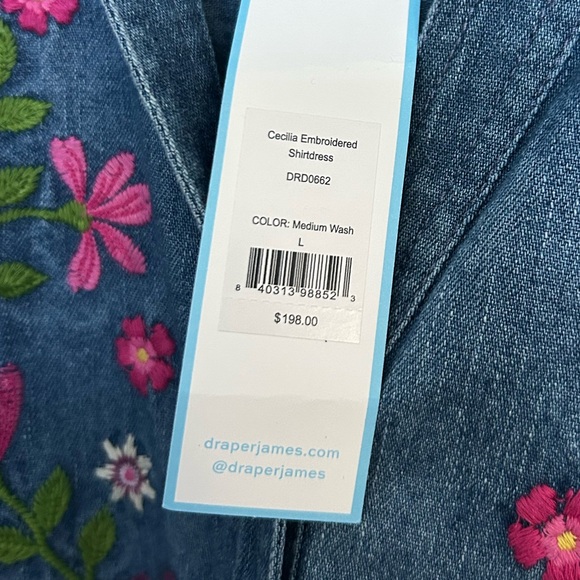 Cecilia Embroidered
Shirtdress
DRD0662
COLOR: Medium Wash
L
8 40313 98852 3
$198.00
draperjames.com
@draperjames